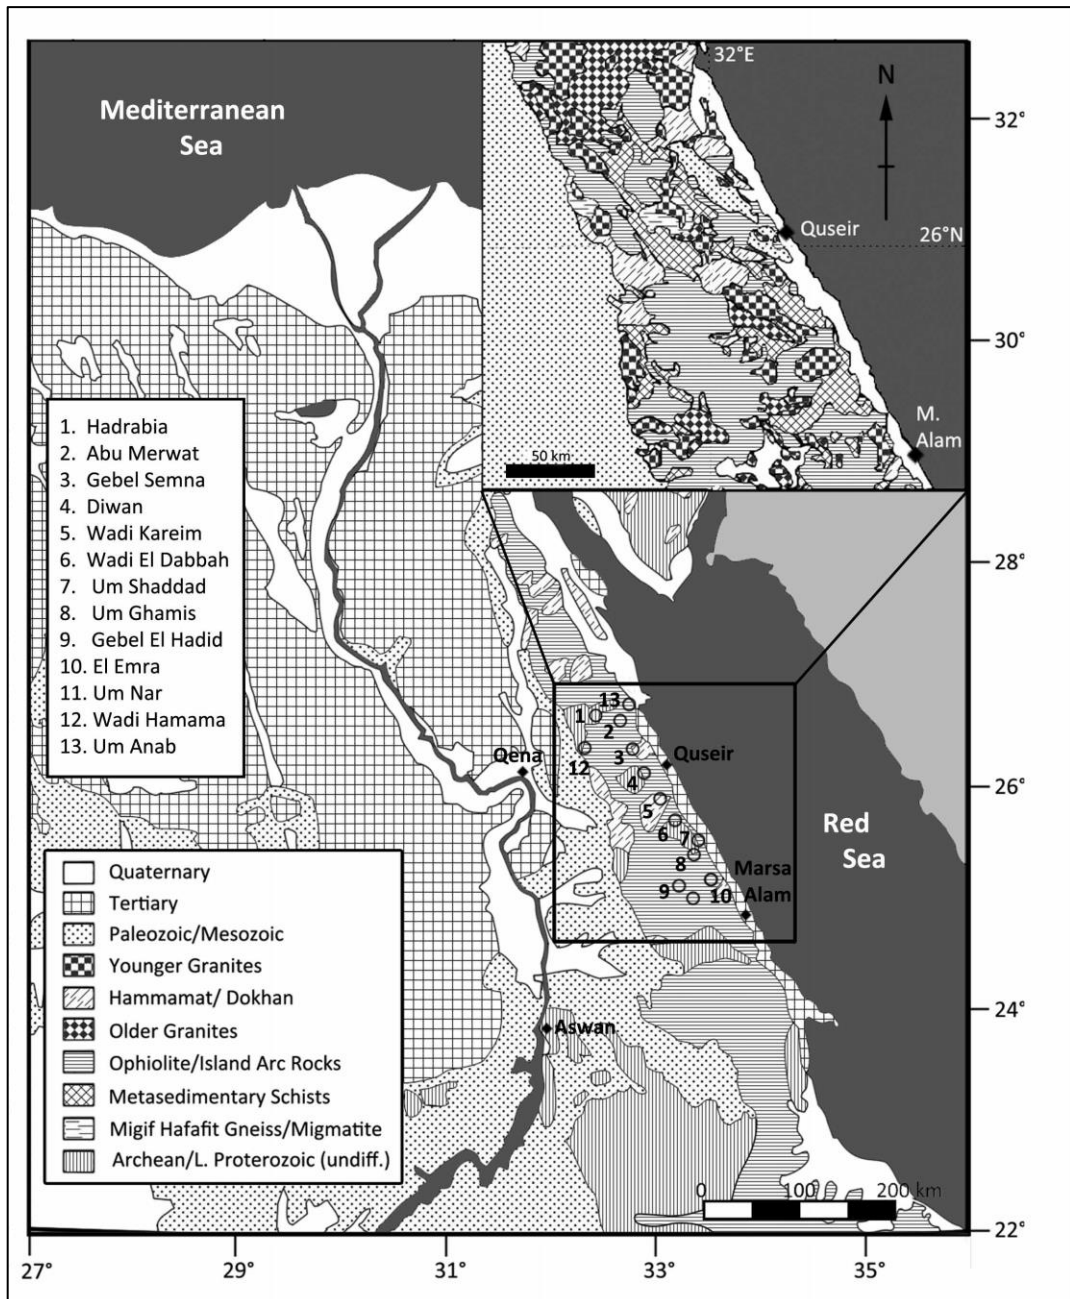 Mediterranean
Sea
32°E
N
Quseir
26°N
M.
Alam
50 km
32°
30°
28°
26°
24°
22°
1. Hadrabia
2. Abu Merwat
3. Gebel Semna
4. Diwan
5. Wadi Kareim
6. Wadi El Dabbah
7. Um Shaddad
8. Um Ghamis
9. Gebel El Hadid
10. El Emra
11. Um Nar
12. Wadi Hamama
13. Um Anab
13
1
2
3
12
4
5
6
7
8
9
10
Qena
Quseir
Marsa
Alam
Red
Sea
Aswan
Quaternary
Tertiary
Paleozoic/Mesozoic
Younger Granites
Hammamat/ Dokhan
Older Granites
Ophiolite/Island Arc Rocks
Metasedimentary Schists
Migif Hafafit Gneiss/Migmatite
Archean/L. Proterozoic (undiff.)
0 100 200 km
27° 29° 31° 33° 35°